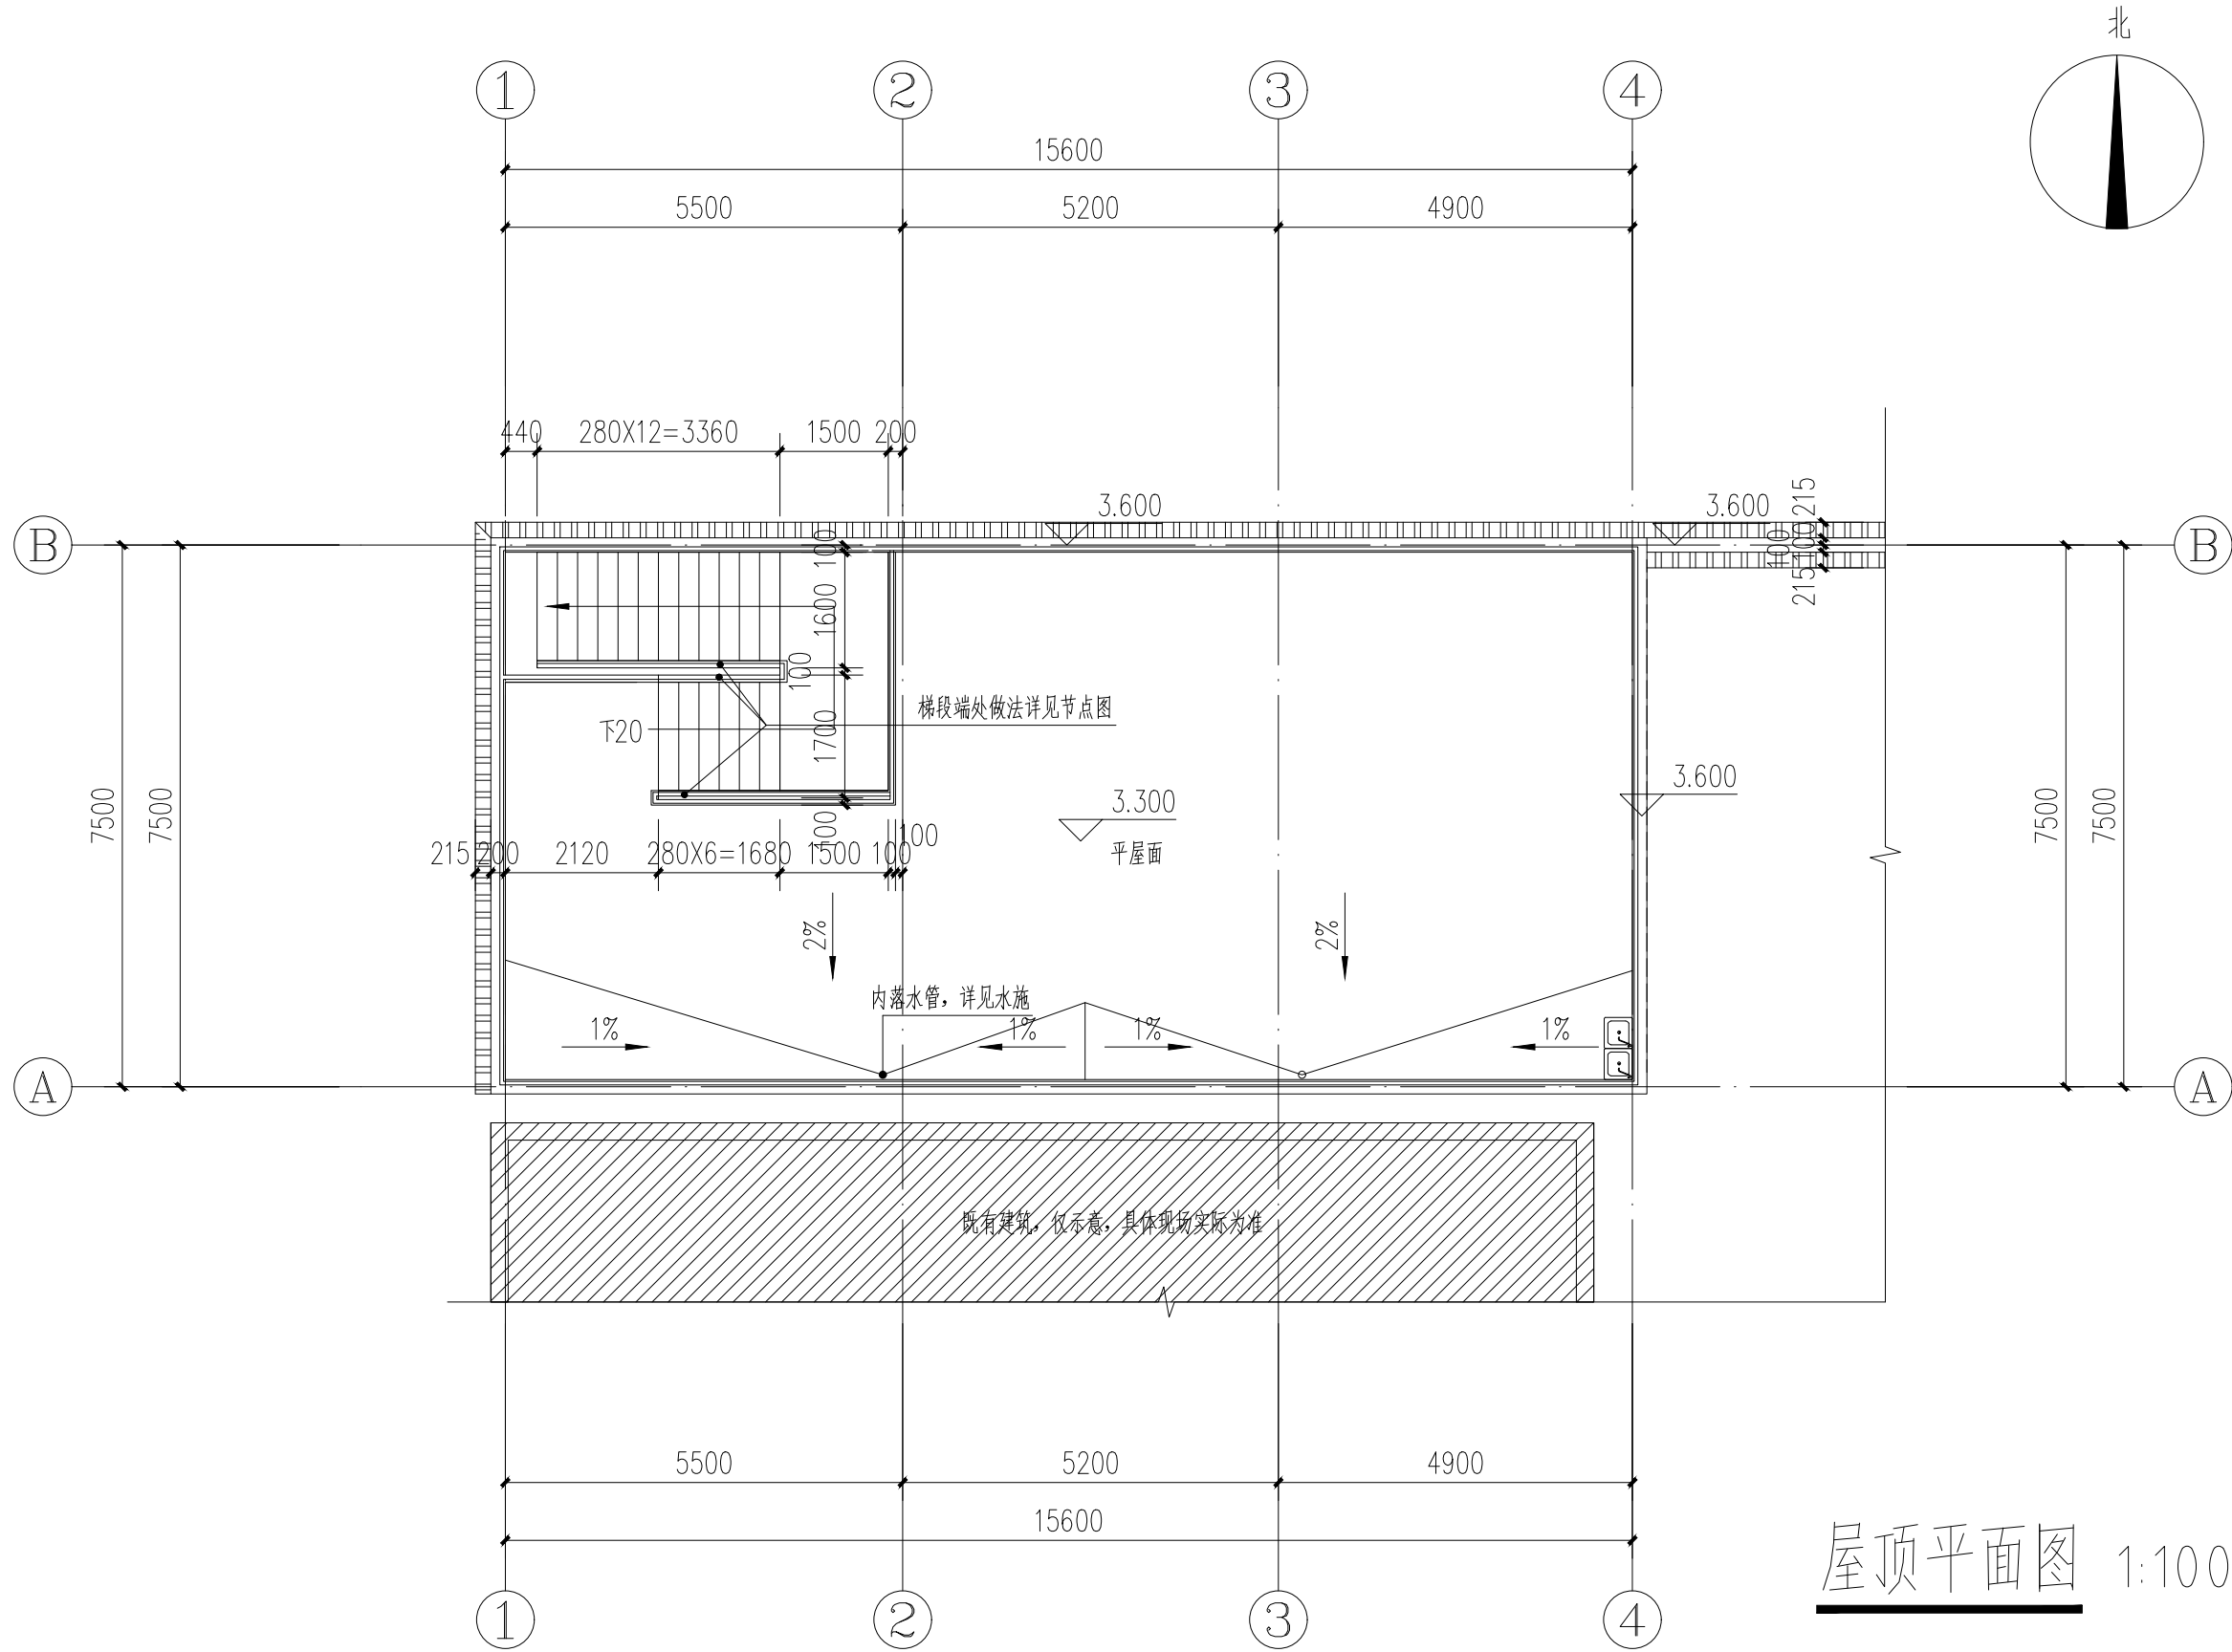 北
1 2 3 4
15600
5500 5200 4900
440 280X12=3360 1500 200
3.600 3.600 215
B B
100 100 100
215
1600
100
梯段端处做法详见节点图
下20
1700
3.600
7500 7500 3.300 7500 7500
100 100
215 200 2120 280X6=1680 1500 100 平屋面
2% 2%
内落水管，详见水施
1% 1% 1% 1%
A A
既有建筑，仅示意，具体现场实际为准
5500 5200 4900
15600
屋顶平面图 1:100
1 2 3 4